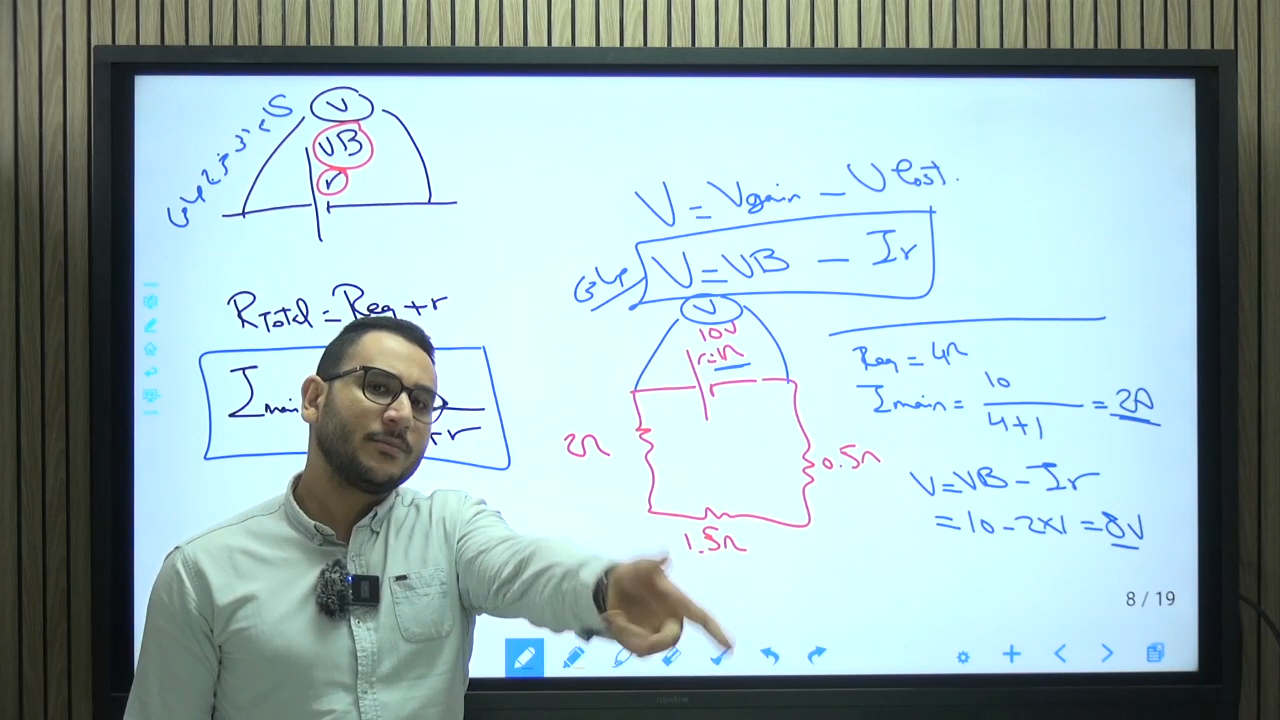 V
VB
r
V = Vgain - V lost.
V = VB - Ir
RTotal = Req + r
Imain
+r
V
10V
r=1Ω
2Ω
0.5Ω
1.5Ω
Req = 4Ω
Imain = 10 / 4+1 = 2A
V = VB - Ir
= 10 - 2×1 = 8V
8 / 19
newline